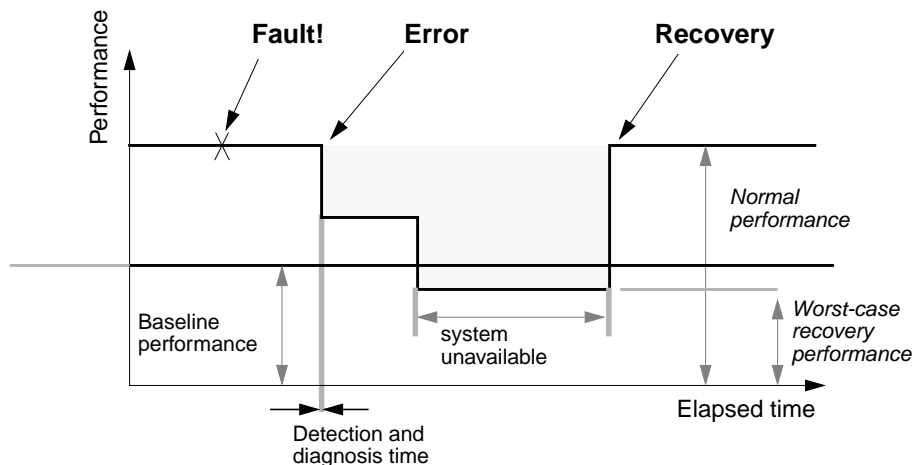 Fault!
Error
Recovery
Performance
Normal
performance
Baseline
performance
system
unavailable
Worst-case
recovery
performance
Elapsed time
Detection and
diagnosis time